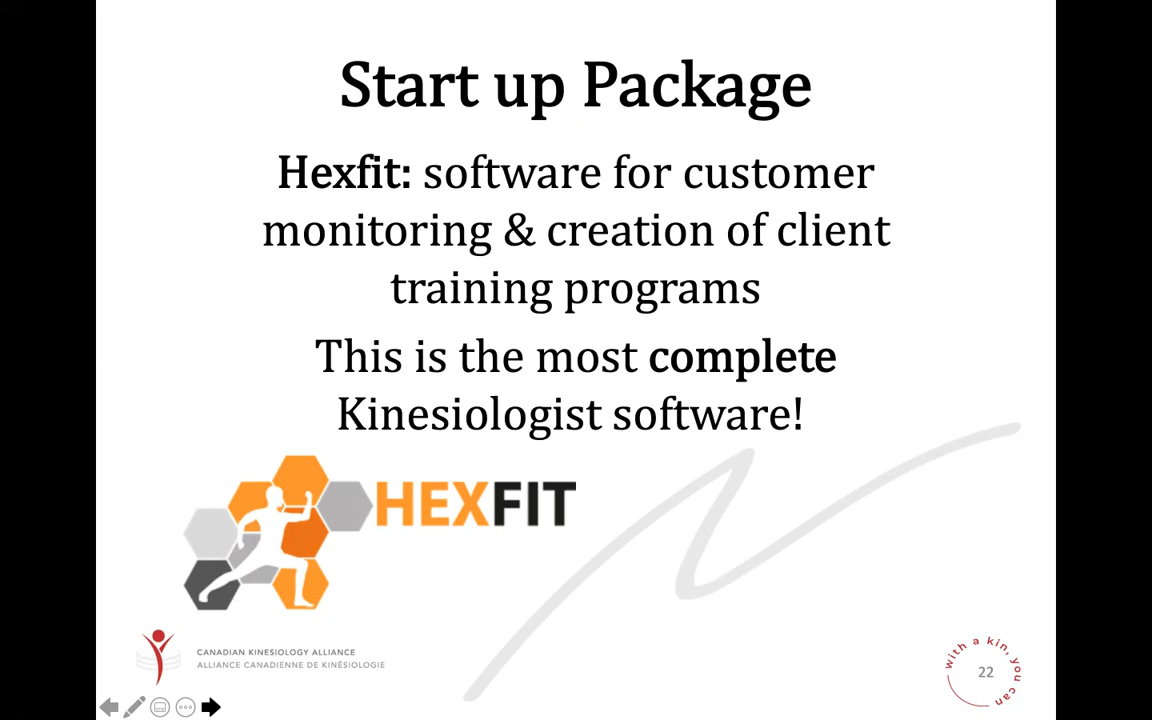 Start up Package
Hexfit: software for customer
monitoring & creation of client
training programs
This is the most complete
Kinesiologist software!
HEXFIT
CANADIAN KINESIOLOGY ALLIANCE
ALLIANCE CANADIENNE DE KINÉSIOLOGIE
with a kin, you can
22